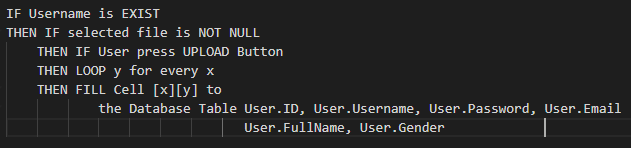 IF Username is EXIST
THEN IF selected file is NOT NULL
THEN IF User press UPLOAD Button
THEN LOOP y for every x
THEN FILL Cell [x][y] to
the Database Table User.ID, User.Username, User.Password, User.Email
User.FullName, User.Gender